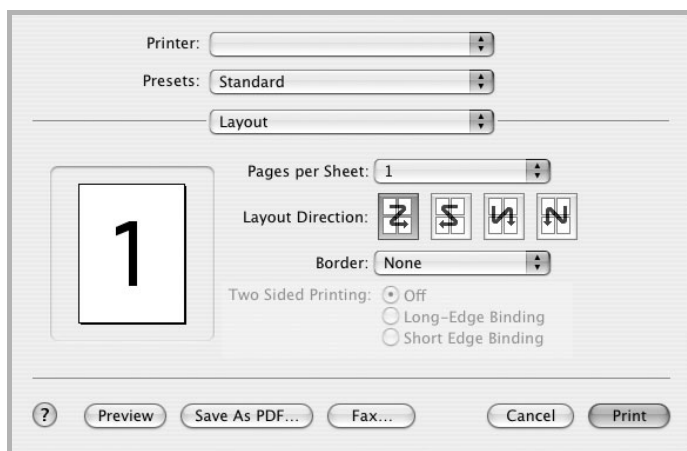 Printer:
Presets: Standard
Layout
Pages per Sheet: 1
1
Layout Direction:
Border: None
Two Sided Printing: Off
Long-Edge Binding
Short Edge Binding
? Preview Save As PDF... Fax... Cancel Print